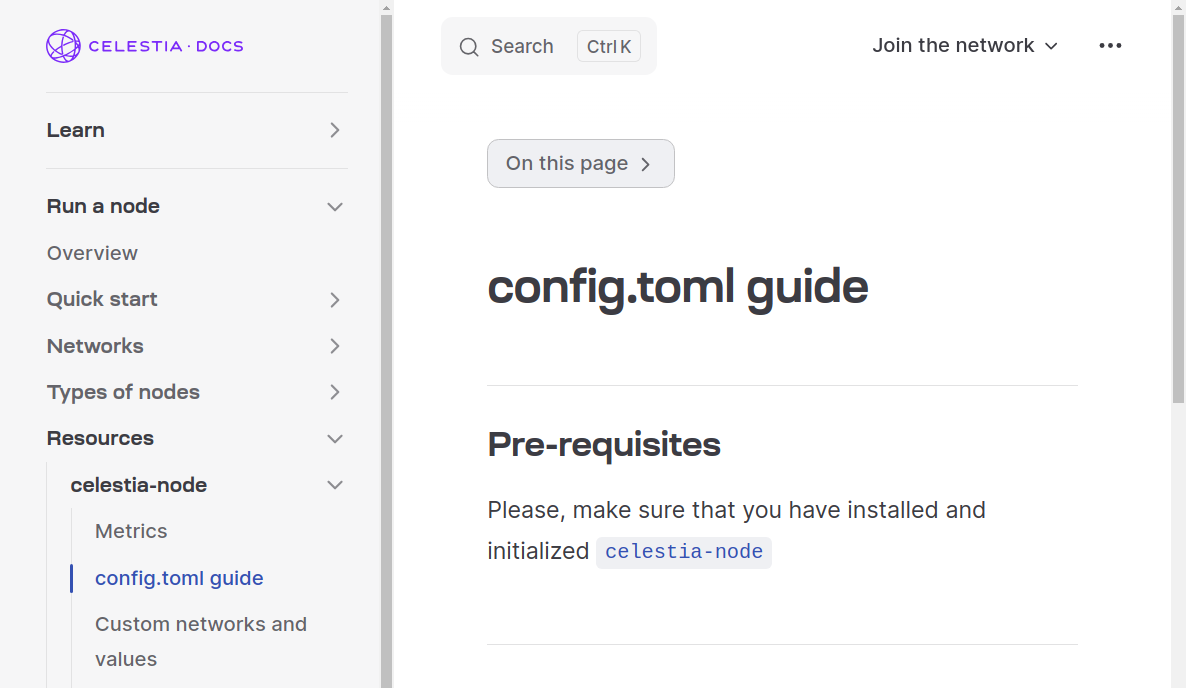 CELESTIA · DOCS
Learn
Run a node
Overview
Quick start
Networks
Types of nodes
Resources
celestia-node
Metrics
config.toml guide
Custom networks and
values
Search Ctrl K
Join the network
On this page
config.toml guide
Pre-requisites
Please, make sure that you have installed and
initialized celestia-node